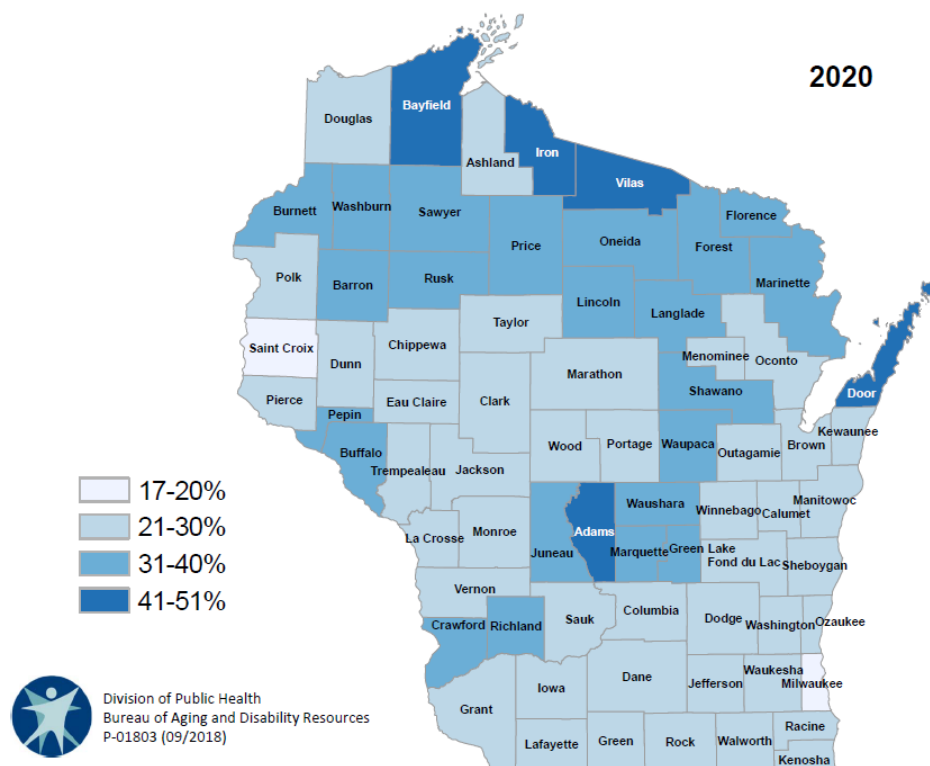 2020
Bayfield
Douglas
Iron
Ashland
Vilas
Burnett
Washburn
Sawyer
Florence
Price
Oneida
Forest
Polk
Barron
Rusk
Marinette
Lincoln
Langlade
Taylor
Saint Croix
Chippewa
Menominee
Oconto
Dunn
Marathon
Shawano
Door
Pierce
Eau Claire
Clark
Pepin
Kewaunee
Buffalo
Wood
Portage
Waupaca
Brown
Outagamie
Trempealeau
Jackson
17-20%
21-30%
31-40%
41-51%
Waushara
Manitowoc
Winnebago
Calumet
Monroe
Adams
La Crosse
Juneau
Marquette
Green Lake
Fond du Lac
Sheboygan
Vernon
Columbia
Sauk
Dodge
Crawford
Richland
Washington
Ozaukee
Dane
Waukesha
Iowa
Jefferson
Milwaukee
Grant
Racine
Lafayette
Green
Rock
Walworth
Kenosha
Division of Public Health
Bureau of Aging and Disability Resources
P-01803 (09/2018)